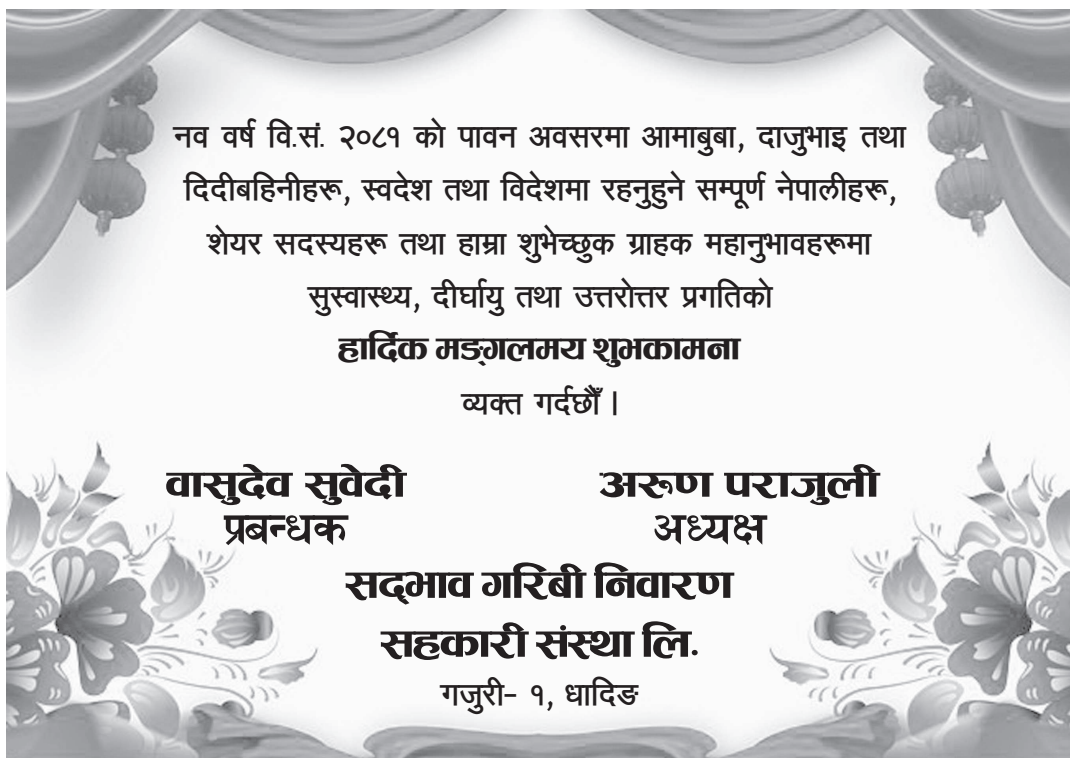 नव वर्ष वि.सं. २०८१ को पावन अवसरमा आमाबुबा, दाजुभाइ तथा
दिदीबहिनीहरू, स्वदेश तथा विदेशमा रहनुहुने सम्पूर्ण नेपालीहरू,
शेयर सदस्यहरू तथा हाम्रा शुभेच्छुक ग्राहक महानुभावहरूमा
सुस्वास्थ्य, दीर्घायु तथा उत्तरोत्तर प्रगतिको
हार्दिक मङ्गलमय शुभकामना
व्यक्त गर्दछौँ ।
वासुदेव सुवेदी अरुण पराजुली
प्रबन्धक अध्यक्ष
सद्‌भाव गरिबी निवारण
सहकारी संस्था लि.
गजुरी- १, धादिङ